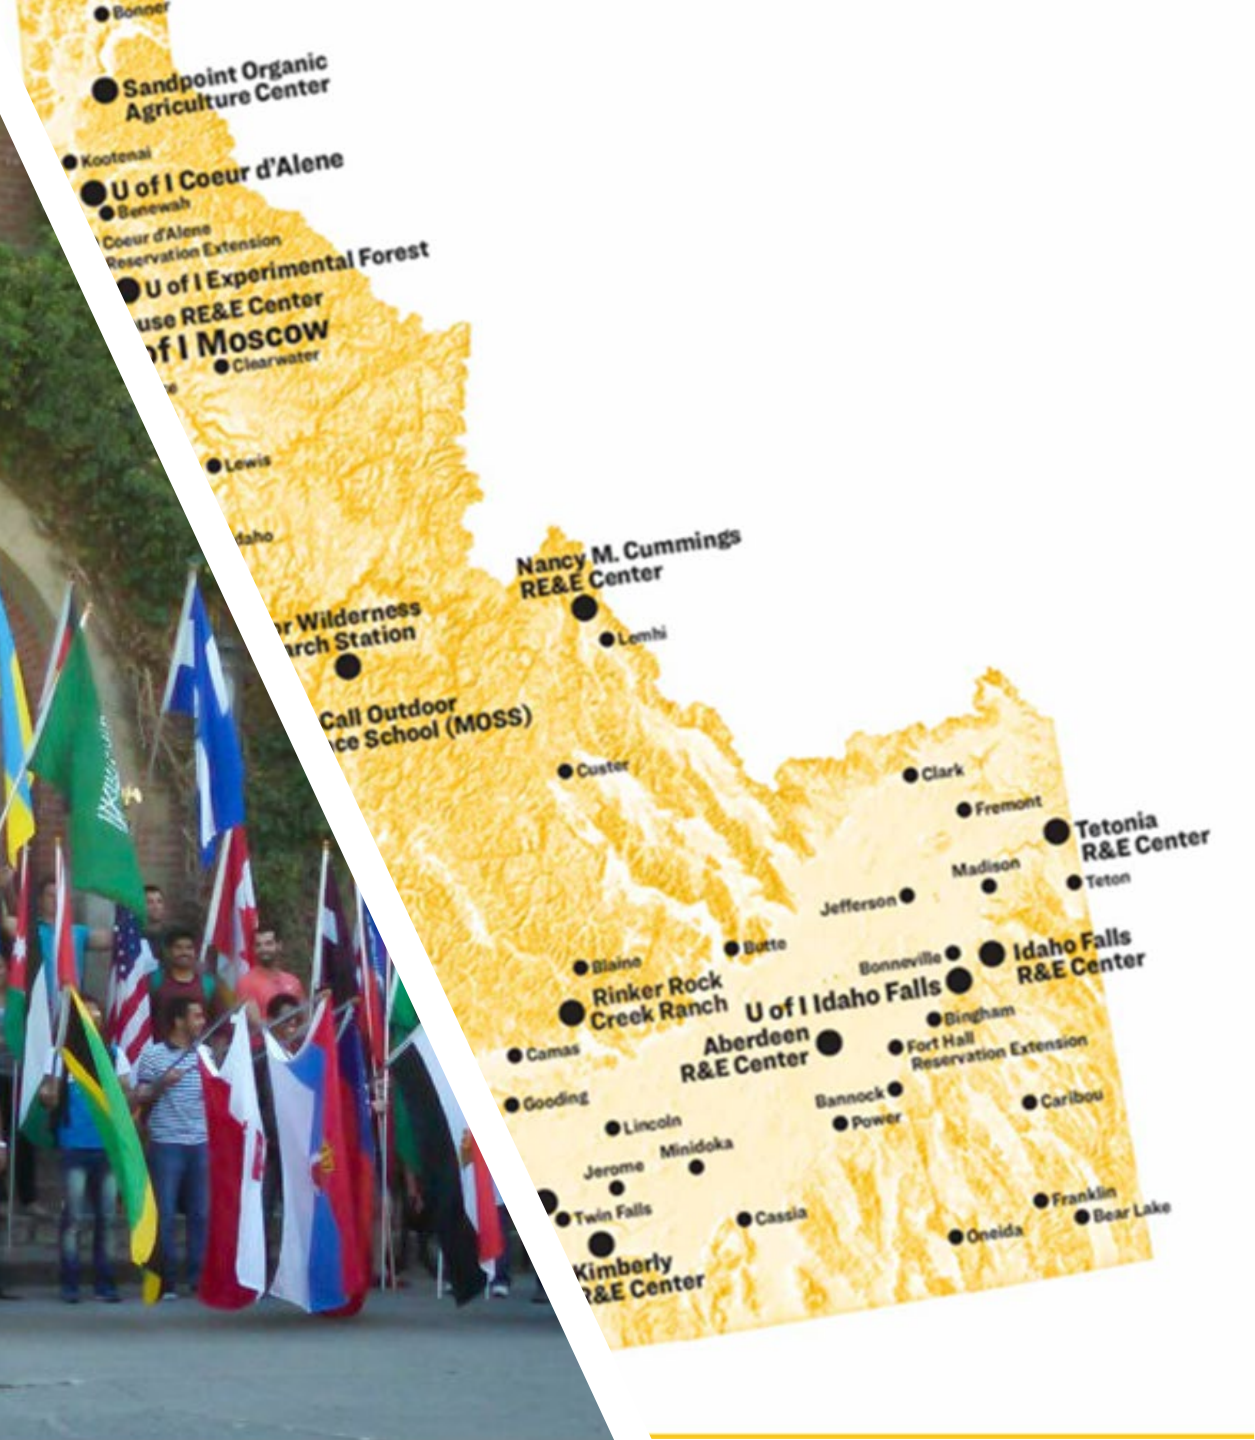 Bonner
Sandpoint Organic
Agriculture Center
Kootenai
U of I Coeur d'Alene
Benewah
Coeur d'Alene
Reservation Extension
U of I Experimental Forest
use RE&E Center
of I Moscow
Clearwater
Lewis
daho
Nancy M. Cummings
RE&E Center
Lemhi
r Wilderness
arch Station
Call Outdoor
ce School (MOSS)
Custer
Clark
Fremont
Tetonia
R&E Center
Madison
Teton
Jefferson
Butte
Bonneville
Idaho Falls
R&E Center
Blaine
Rinker Rock
Creek Ranch
U of I Idaho Falls
Bingham
Aberdeen
R&E Center
Fort Hall
Reservation Extension
Camas
Bannock
Caribou
Gooding
Power
Lincoln
Minidoka
Jerome
Twin Falls
Cassia
Franklin
Bear Lake
Oneida
Kimberly
R&E Center